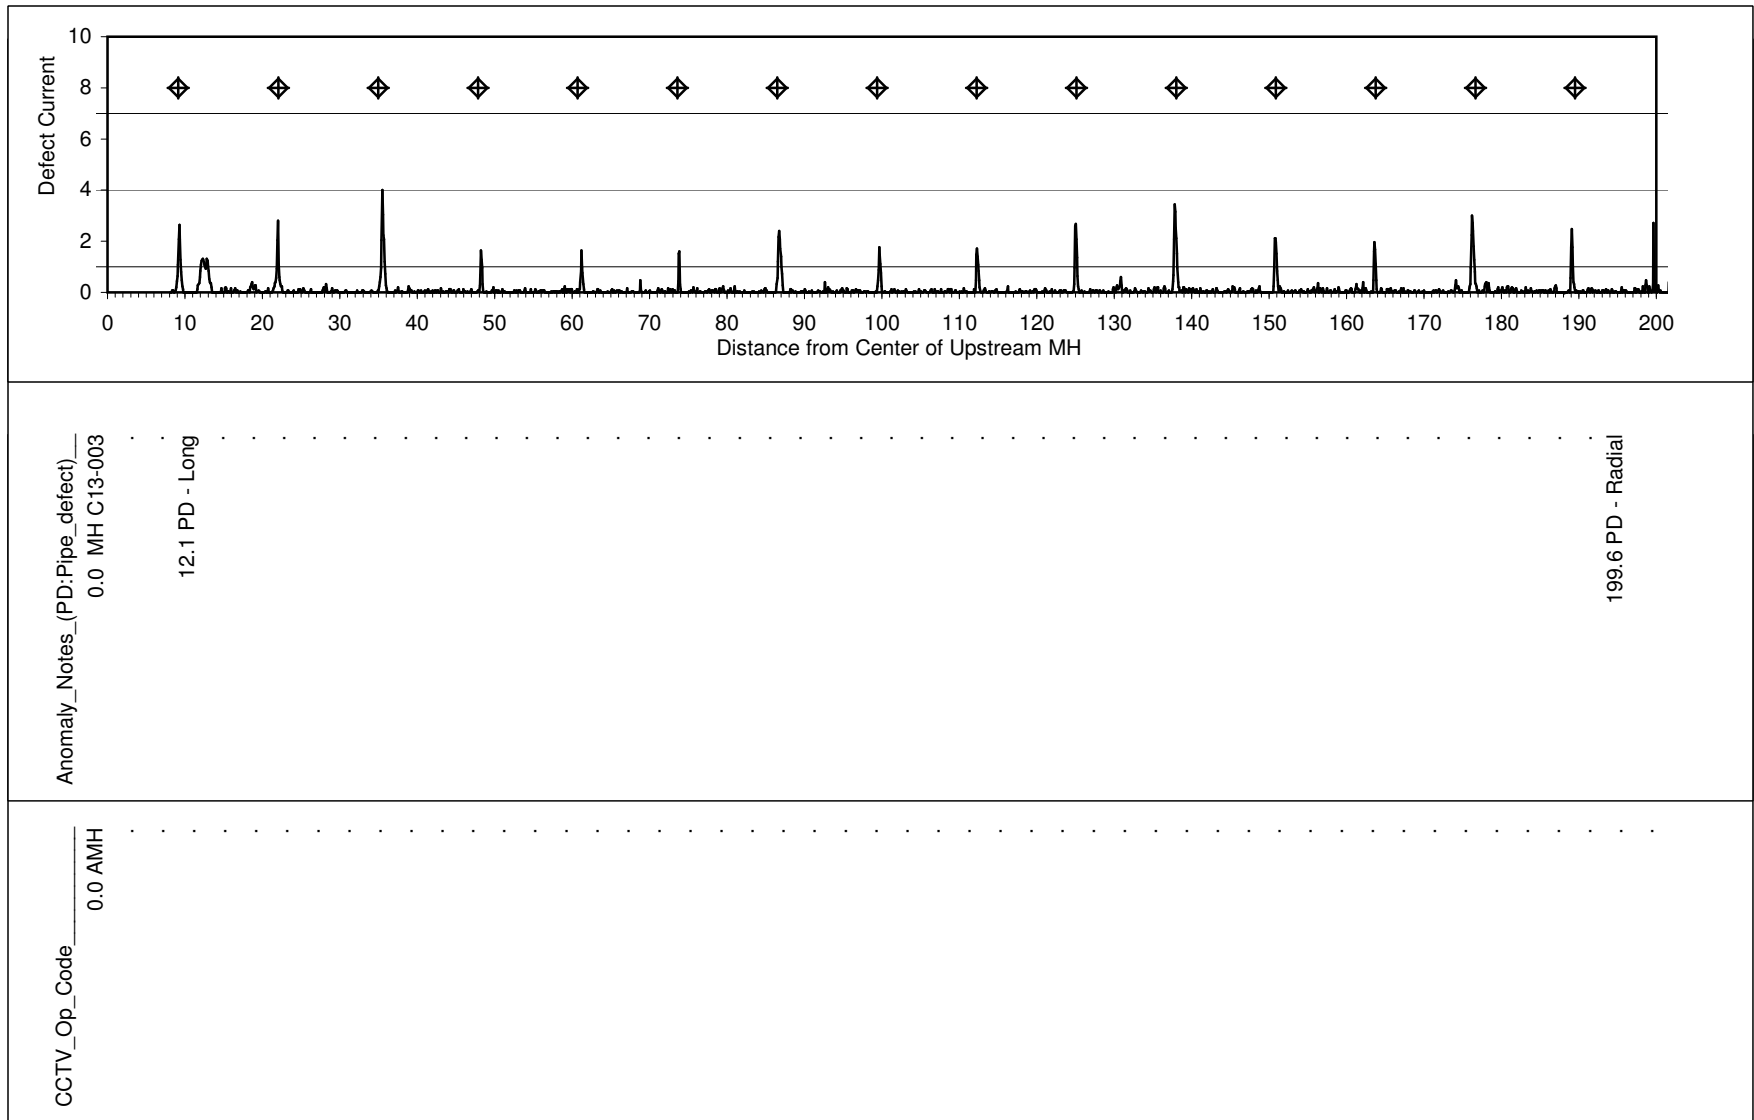 Defect Current
10
8
6
4
2
0
0 10 20 30 40 50 60 70 80 90 100 110 120 130 140 150 160 170 180 190 200
Distance from Center of Upstream MH
Anomaly_Notes_(PD:Pipe_defect)__
0.0 MH C13-003
12.1 PD - Long
199.6 PD - Radial
CCTV_Op_Code____________
0.0 AMH